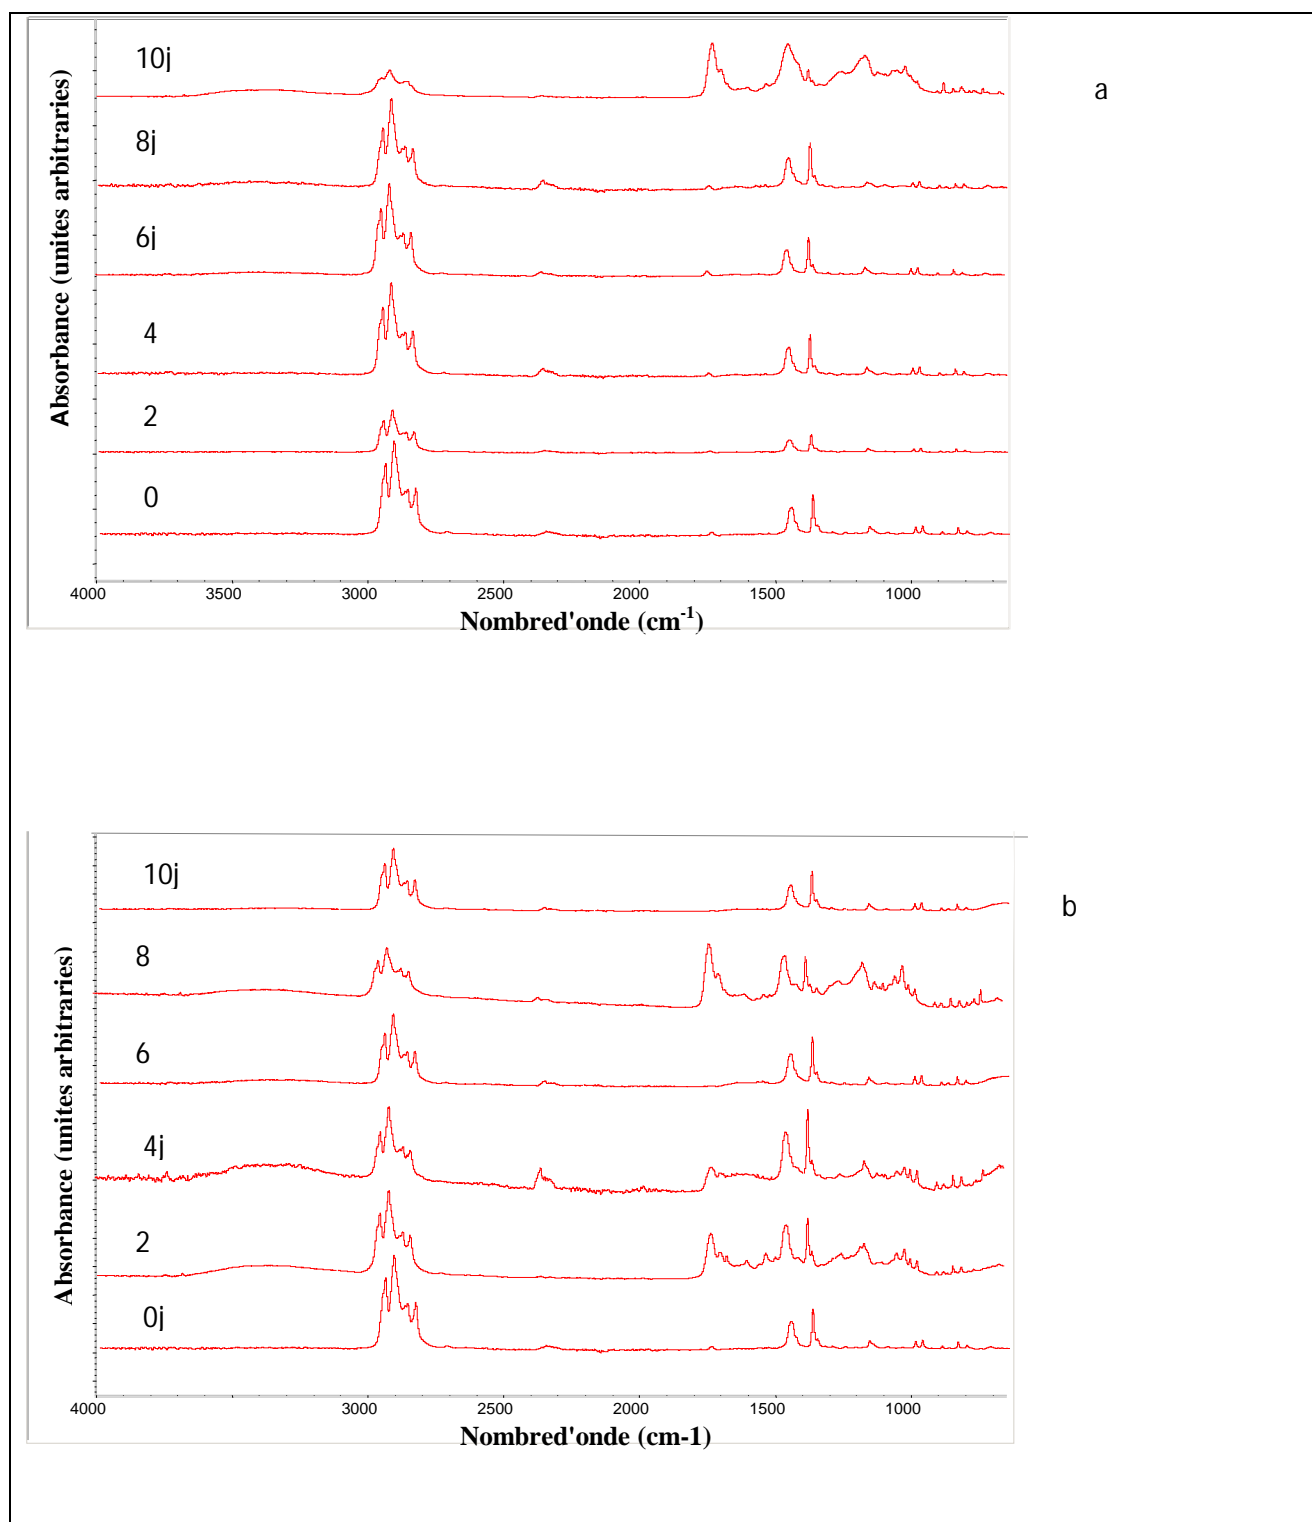 10j
a
8j
6j
4
2
0
Absorbance (unites arbitraries)
4000 3500 3000 2500 2000 1500 1000
Nombred'onde (cm-1)
10j
b
8
6
4j
2
0j
Absorbance (unites arbitraries)
4000 3000 2500 2000 1500 1000
Nombred'onde (cm-1)